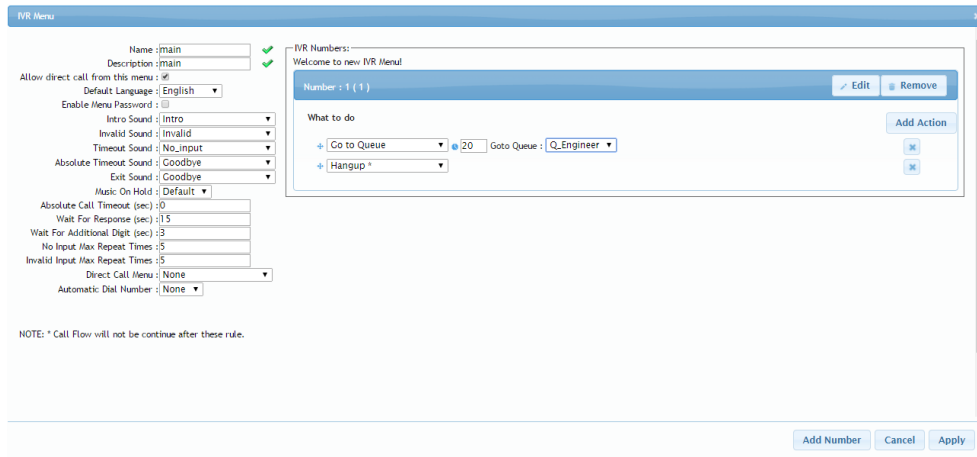 IVR Menu
Name : main
Description : main
Allow direct call from this menu :
Default Language : English
Enable Menu Password :
Intro Sound : Intro
Invalid Sound : Invalid
Timeout Sound : No_input
Absolute Timeout Sound : Goodbye
Exit Sound : Goodbye
Music On Hold : Default
Absolute Call Timeout (sec) : 0
Wait For Response (sec) : 15
Wait For Additional Digit (sec) : 3
No Input Max Repeat Times : 5
Invalid Input Max Repeat Times : 5
Direct Call Menu : None
Automatic Dial Number : None
NOTE: * Call Flow will not be continue after these rule.
IVR Numbers:
Welcome to new IVR Menu!
Number : 1 ( 1 ) Edit Remove
What to do
Add Action
Go to Queue 20 Goto Queue : Q_Engineer
Hangup *
Add Number Cancel Apply